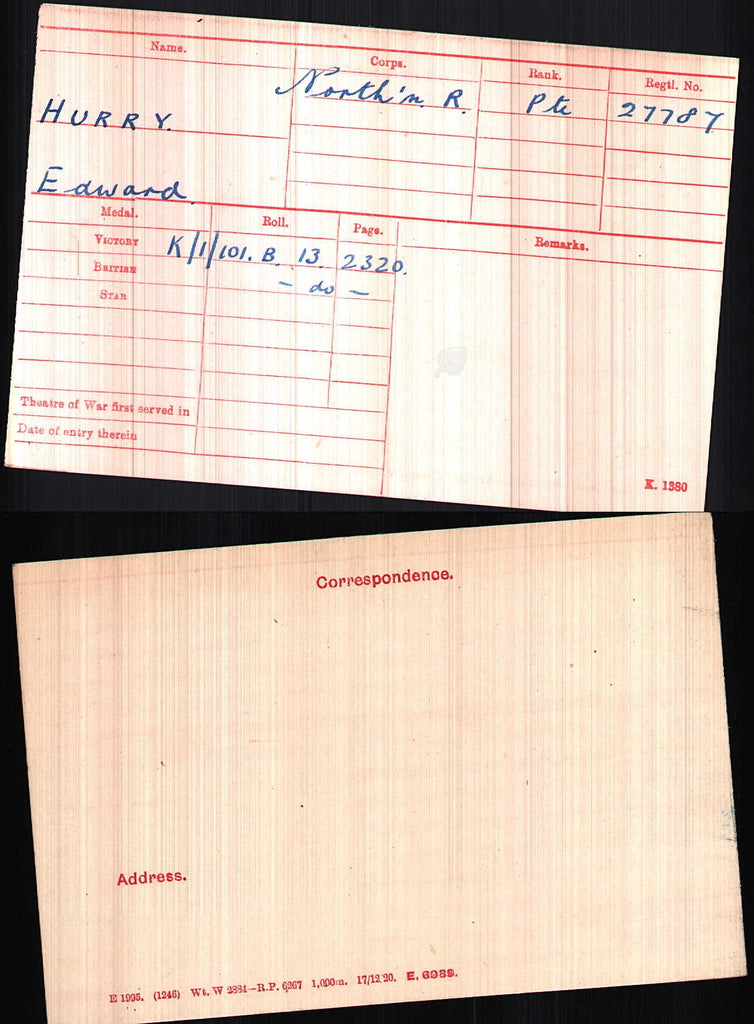 Name. Corps. Rank. Regtl. No.
North'n R. Pte 27787
HURRY.
Edward
Medal. Roll. Page. Remarks.
VICTORY K/1/101. B. 13. 2320.
BRITISH - do -
STAR
Theatre of War first served in
Date of entry therein
K. 1380
Correspondence.
Address.
E 1995. (1246) Wt. W 2384—R.P. 6267 1,000m. 17/12.20. E. 6989.